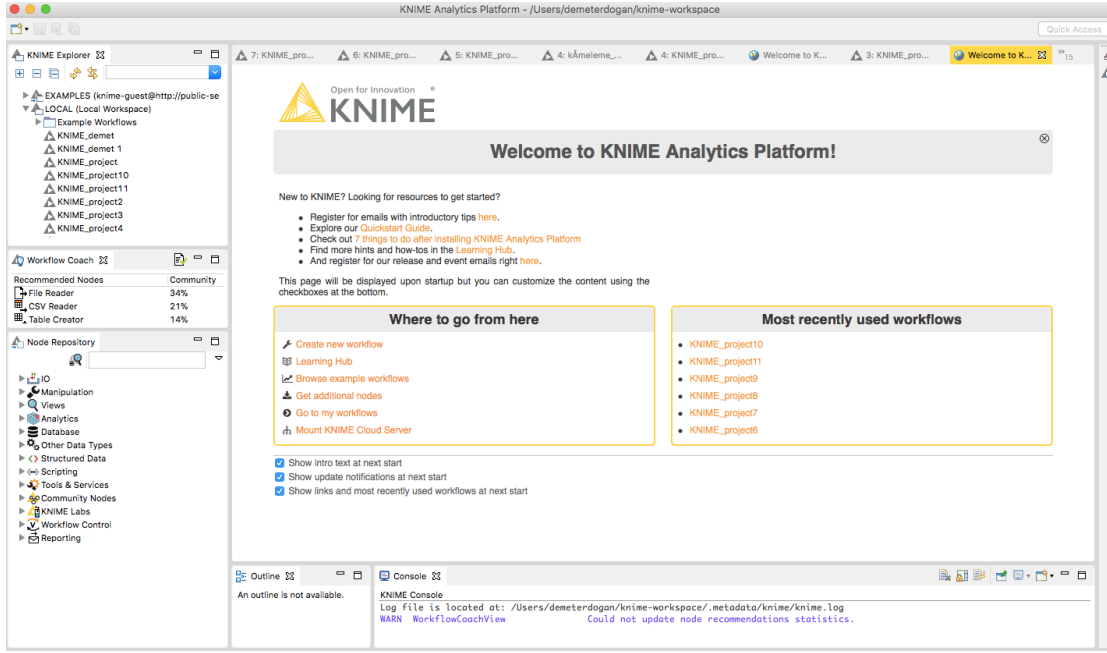 KNIME Analytics Platform - /Users/demeterdogan/knime-workspace
Quick Access
KNIME Explorer
EXAMPLES (knime-guest@http://public-se
LOCAL (Local Workspace)
Example Workflows
KNIME_demet
KNIME_demet 1
KNIME_project
KNIME_project10
KNIME_project11
KNIME_project2
KNIME_project3
KNIME_project4
Workflow Coach
Recommended Nodes Community
File Reader 34%
CSV Reader 21%
Table Creator 14%
Node Repository
IO
Manipulation
Views
Analytics
Database
Other Data Types
Structured Data
Scripting
Tools & Services
Community Nodes
KNIME Labs
Workflow Control
Reporting
7: KNIME_pro... 6: KNIME_pro... 5: KNIME_pro... 4: kÅmeleme_... 4: KNIME_pro... Welcome to K... 3: KNIME_pro... Welcome to K... 15
Open for Innovation
KNIME
Welcome to KNIME Analytics Platform!
New to KNIME? Looking for resources to get started?
Register for emails with introductory tips here.
Explore our Quickstart Guide.
Check out 7 things to do after installing KNIME Analytics Platform
Find more hints and how-tos in the Learning Hub.
And register for our release and event emails right here.
This page will be displayed upon startup but you can customize the content using the
checkboxes at the bottom.
Where to go from here
Create new workflow
Learning Hub
Browse example workflows
Get additional nodes
Go to my workflows
Mount KNIME Cloud Server
Most recently used workflows
KNIME_project10
KNIME_project11
KNIME_project9
KNIME_project8
KNIME_project7
KNIME_project6
Show intro text at next start
Show update notifications at next start
Show links and most recently used workflows at next start
Outline
An outline is not available.
Console
KNIME Console
Log file is located at: /Users/demeterdogan/knime-workspace/.metadata/knime/knime.log
WARN WorkflowCoachView Could not update node recommendations statistics.